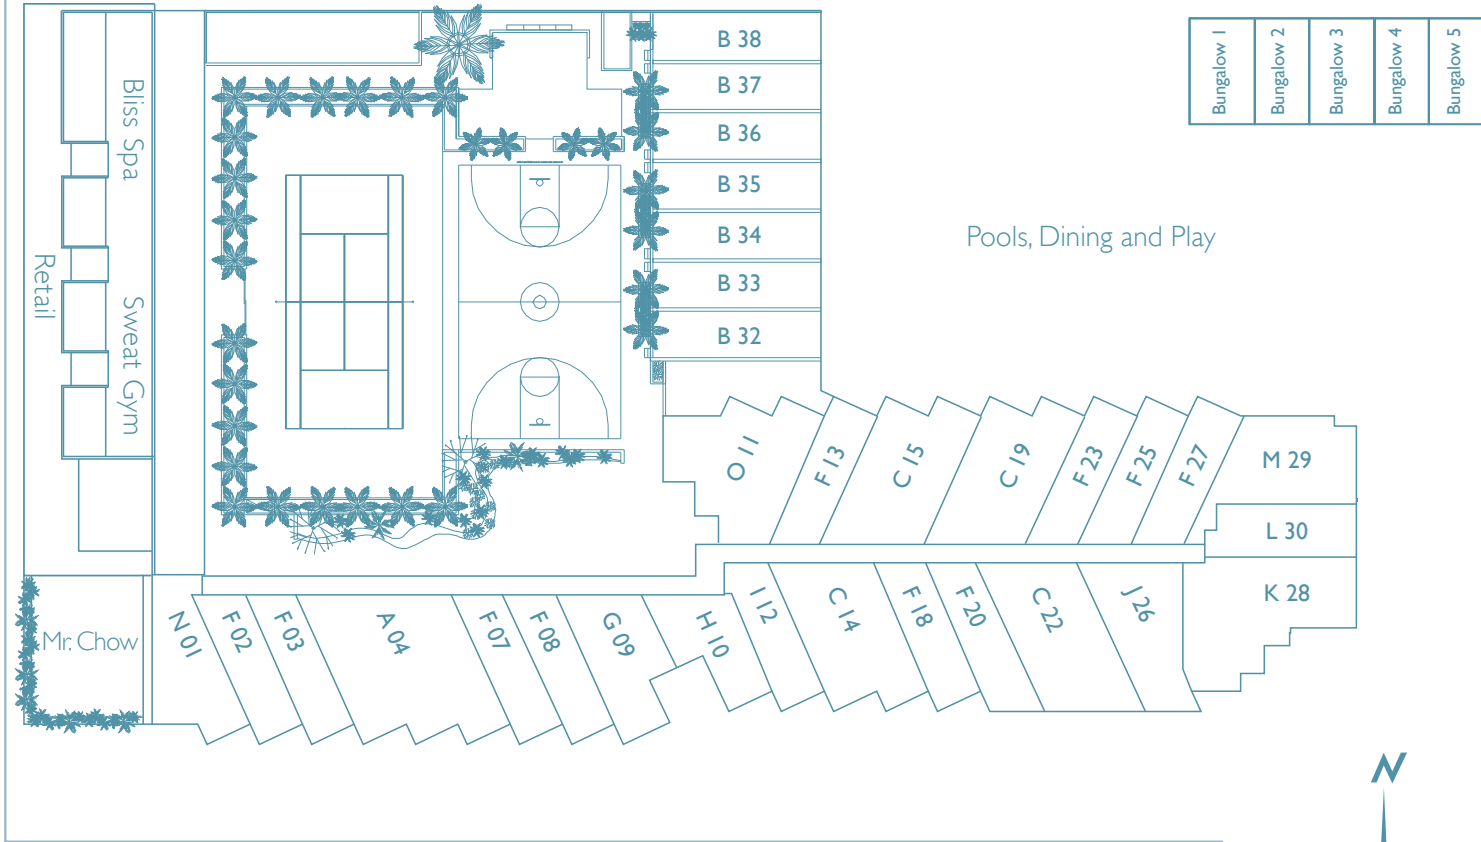 B 38
B 37
B 36
B 35
B 34
B 33
B 32
Bungalow 1
Bungalow 2
Bungalow 3
Bungalow 4
Bungalow 5
Pools, Dining and Play
Bliss Spa
Sweat Gym
Retail
Mr. Chow
O 11
F 13
C 15
C 19
F 23
F 25
F 27
M 29
L 30
K 28
N 01
F 02
F 03
A 04
F 07
F 08
G 09
H 10
I 12
C 14
F 18
F 20
C 22
J 26
N